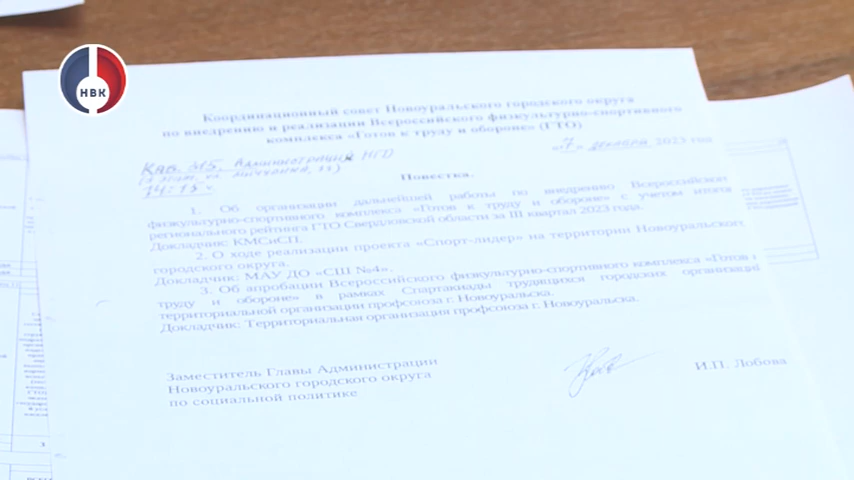 НВК
Координационный совет Новоуральского городского округа
по внедрению и реализации Всероссийского физкультурно-спортивного
комплекса «Готов к труду и обороне» (ГТО)
«7» декабря 2023 год
Каб. 315, Администрация НГО
14:15 ч.
Повестка.
1. Об организации дальнейшей работы по внедрению Всероссийского
физкультурно-спортивного комплекса «Готов к труду и обороне» с учетом итогов
регионального рейтинга ГТО Свердловской области за III квартал 2023 года.
Докладчик: КМСиСП.
2. О ходе реализации проекта «Спорт-лидер» на территории Новоуральского
городского округа.
Докладчик: МАУ ДО «СШ №4».
3. Об апробации Всероссийского физкультурно-спортивного комплекса «Готов к
труду и обороне» в рамках Спартакиады трудящихся городских организаций
территориальной организации профсоюза г. Новоуральска.
Докладчик: Территориальная организация профсоюза г. Новоуральска.
Заместитель Главы Администрации
Новоуральского городского округа
по социальной политике
И.П. Лобова